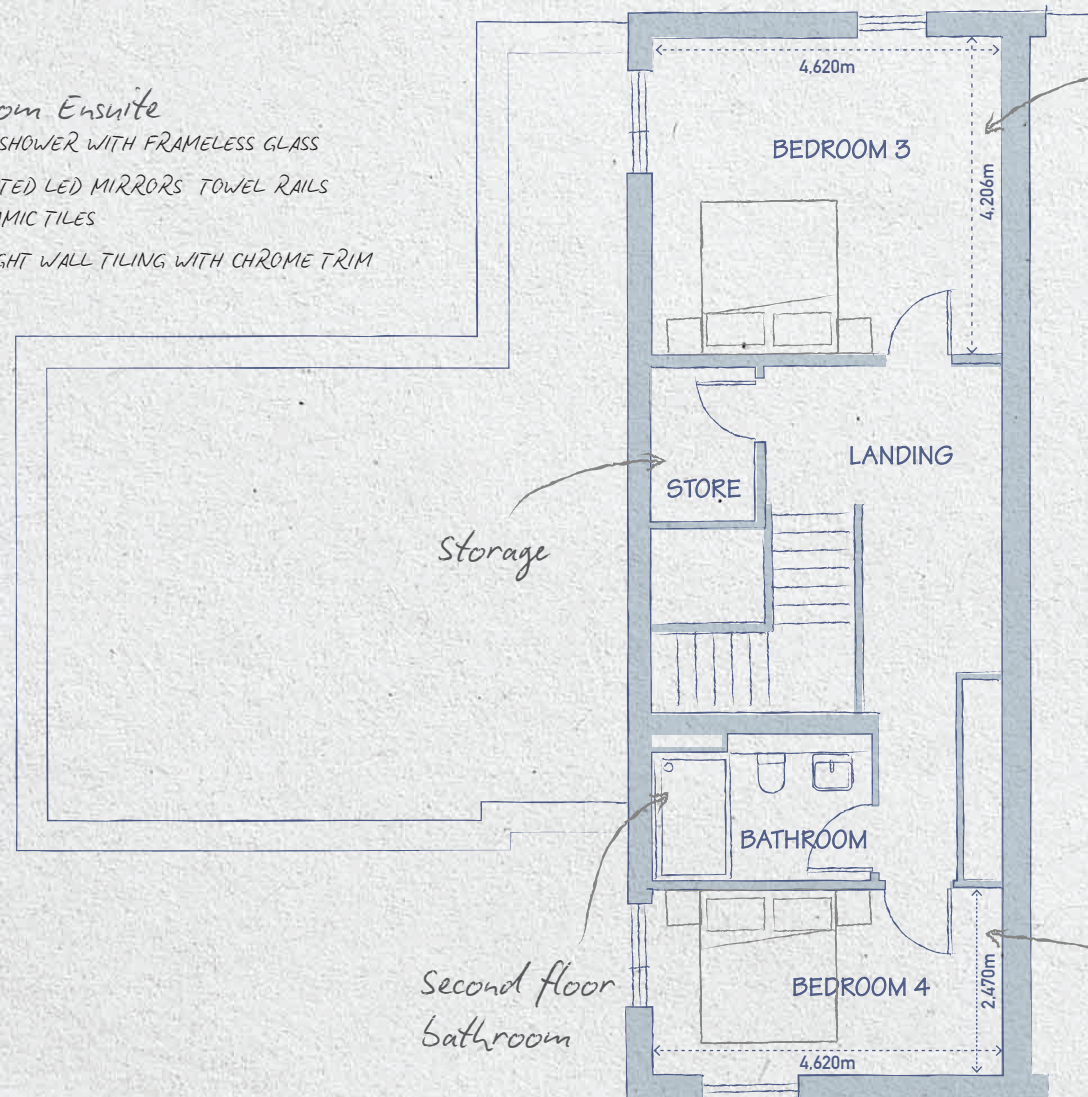 om Ensuite
SHOWER WITH FRAMELESS GLASS
TED LED MIRRORS TOWEL RAILS
MIC TILES
GHT WALL TILING WITH CHROME TRIM
4,620m
BEDROOM 3
4,206m
LANDING
STORE
Storage
BATHROOM
Second floor
bathroom
BEDROOM 4
2,470m
4,620m